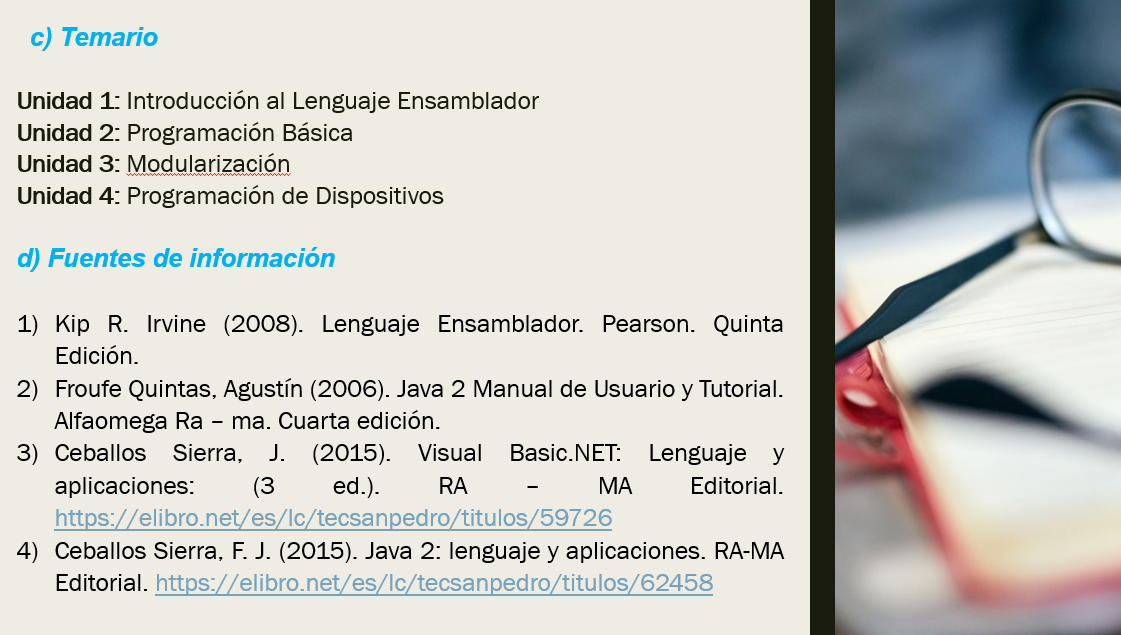 c) Temario
Unidad 1: Introducción al Lenguaje Ensamblador
Unidad 2: Programación Básica
Unidad 3: Modularización
Unidad 4: Programación de Dispositivos
d) Fuentes de información
1) Kip R. Irvine (2008). Lenguaje Ensamblador. Pearson. Quinta
Edición.
2) Froufe Quintas, Agustín (2006). Java 2 Manual de Usuario y Tutorial.
Alfaomega Ra – ma. Cuarta edición.
3) Ceballos Sierra, J. (2015). Visual Basic.NET: Lenguaje y
aplicaciones: (3 ed.). RA – MA Editorial.
https://elibro.net/es/lc/tecsanpedro/titulos/59726
4) Ceballos Sierra, F. J. (2015). Java 2: lenguaje y aplicaciones. RA-MA
Editorial. https://elibro.net/es/lc/tecsanpedro/titulos/62458